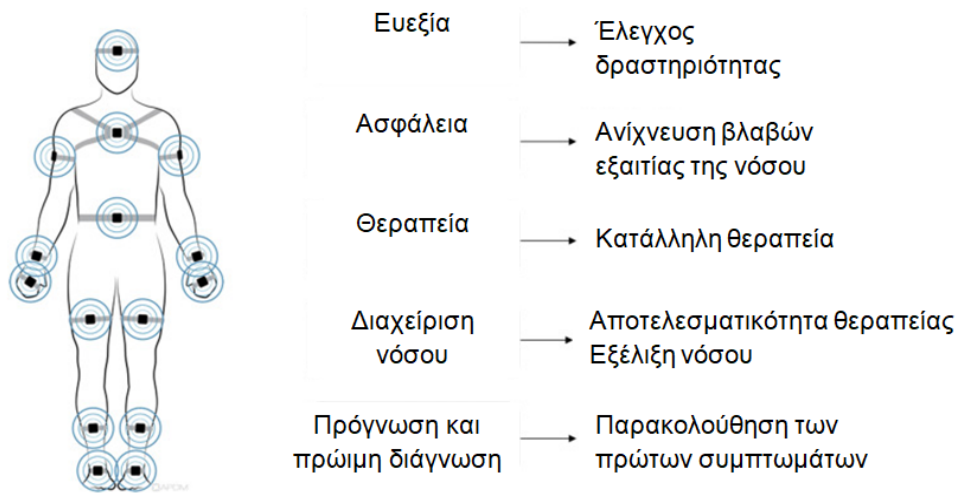 Ευεξία
Έλεγχος
δραστηριότητας
Ασφάλεια
Ανίχνευση βλαβών
εξαιτίας της νόσου
Θεραπεία
Κατάλληλη θεραπεία
Διαχείριση
νόσου
Αποτελεσματικότητα θεραπείας
Εξέλιξη νόσου
Πρόγνωση και
πρώιμη διάγνωση
Παρακολούθηση των
πρώτων συμπτωμάτων
APDM